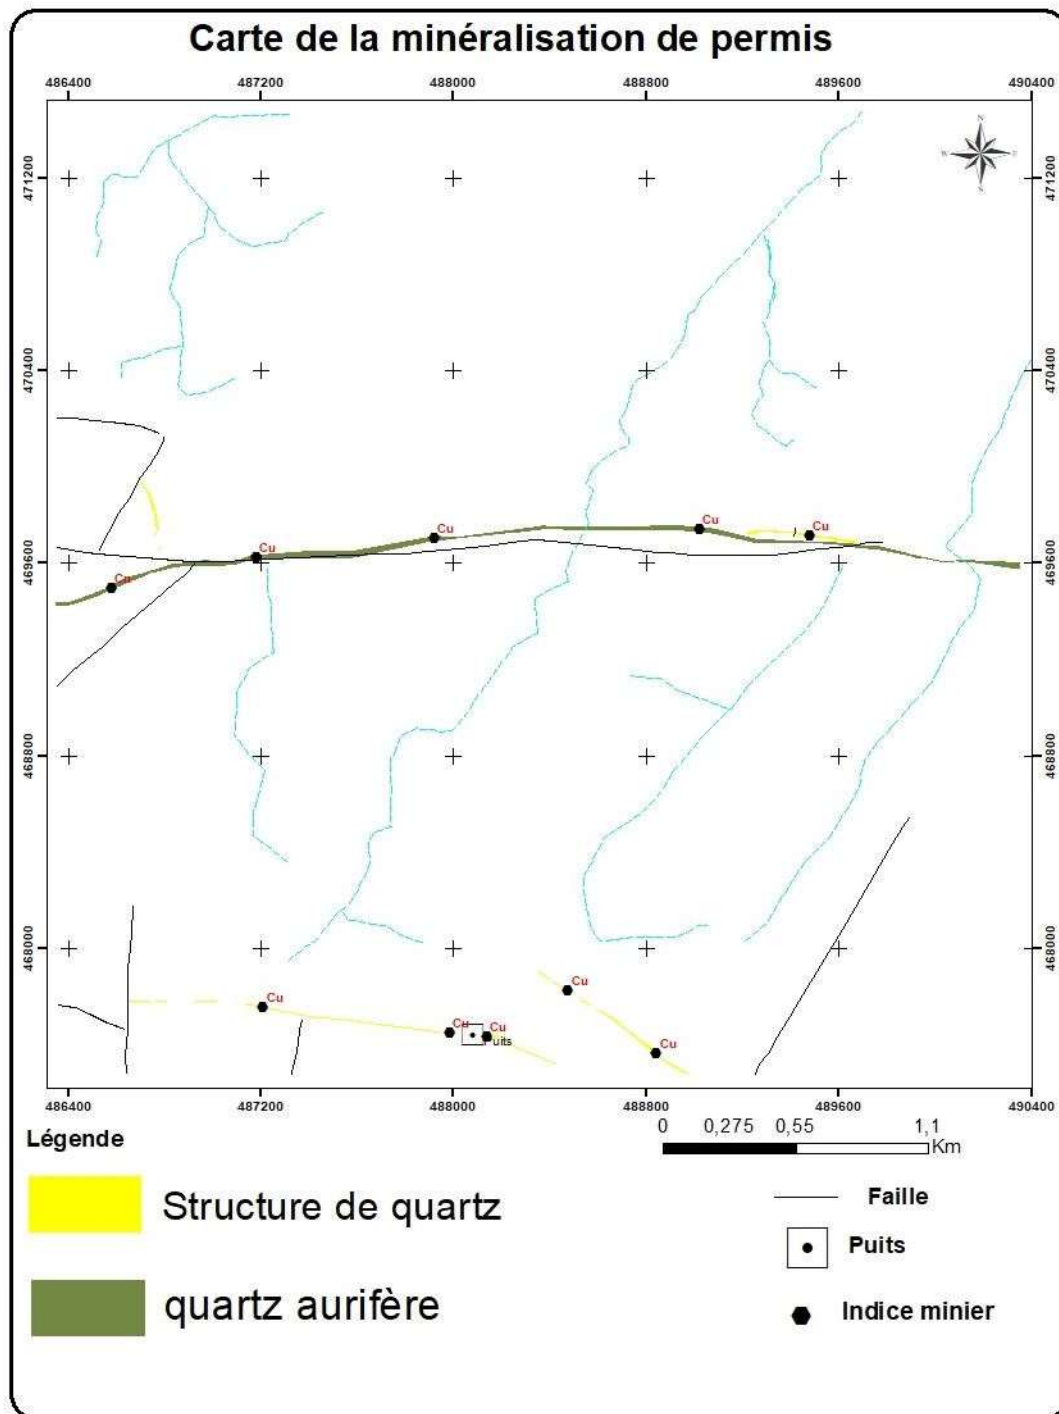 Carte de la minéralisation de permis
486400 487200 488000 488800 489600 490400
N
W E
S
471200 471200
470400 470400
Cu
Cu
Cu
Cu
469600 469600
Cu
468800 468800
468000 468000
Cu
Cu
Cu
Cu
uits
Cu
486400 487200 488000 488800 489600 490400
Légende
0 0,275 0,55 1,1
Km
Structure de quartz
quartz aurifère
Faille
Puits
Indice minier